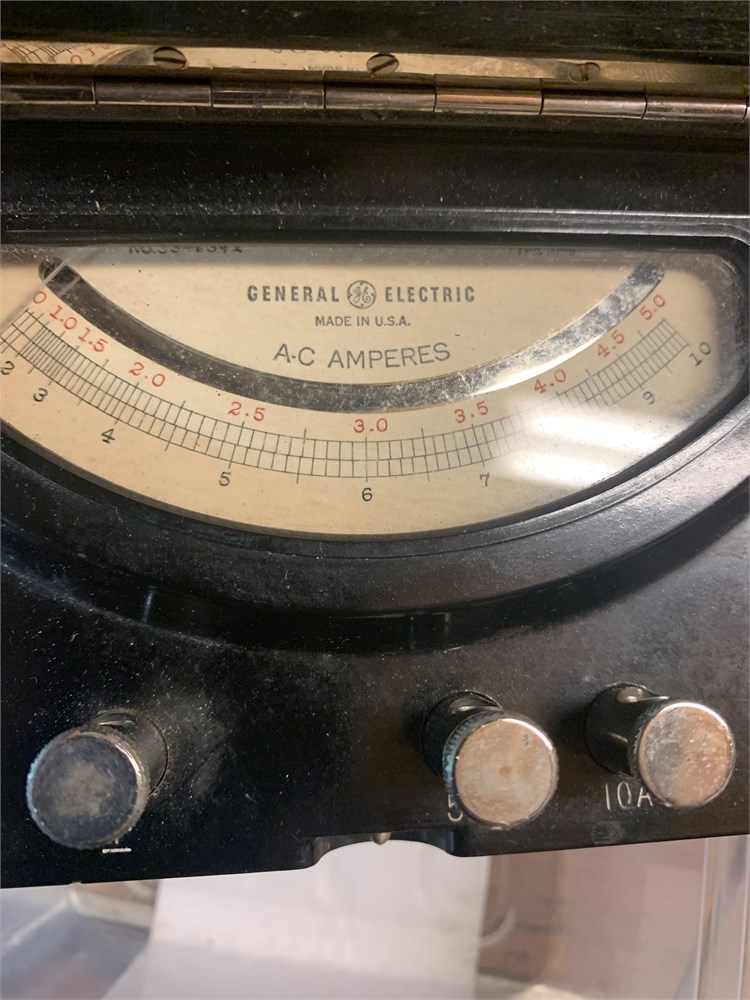 GENERAL GE ELECTRIC
MADE IN U.S.A.
A-C AMPERES
0 1.0 1.5 2.0 2.5 3.0 3.5 4.0 4.5 5.0
2 3 4 5 6 7 9 10
5
10A